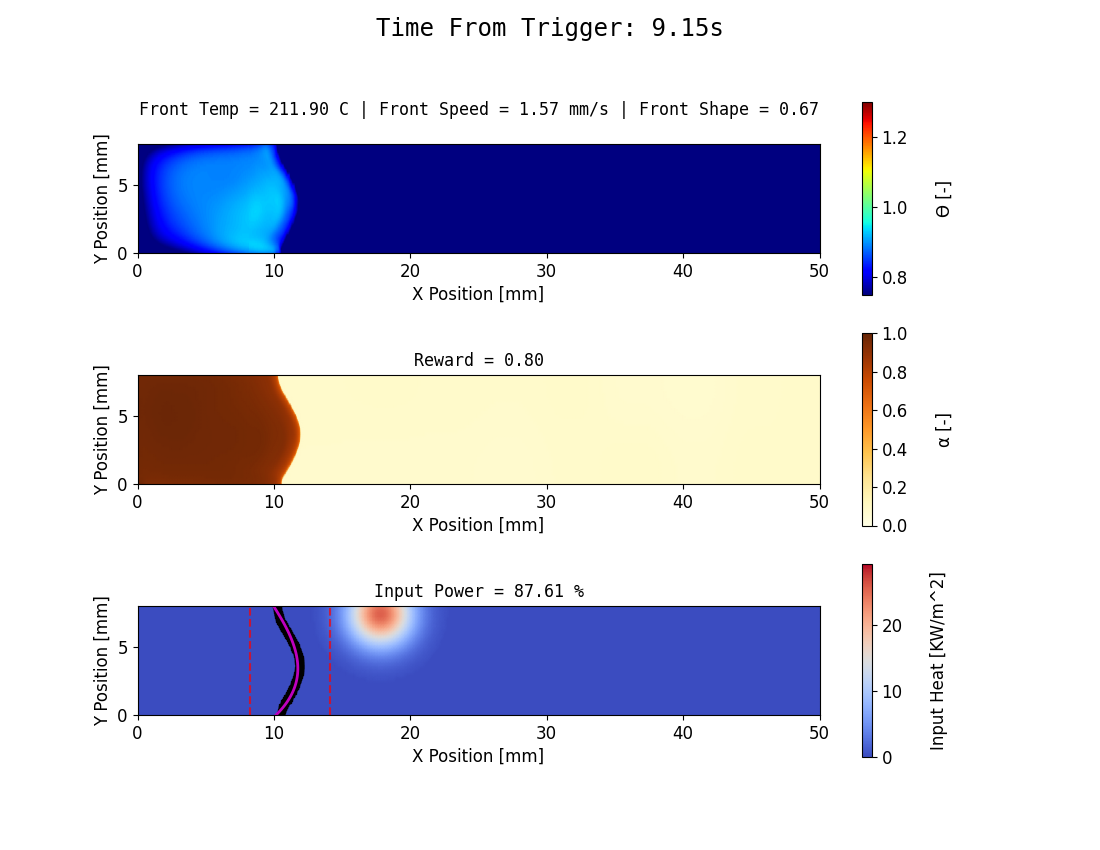 Time From Trigger: 9.15s
Front Temp = 211.90 C | Front Speed = 1.57 mm/s | Front Shape = 0.67
Y Position [mm]
5
0
0 10 20 30 40 50
X Position [mm]
1.2
1.0
0.8
Θ [-]
Reward = 0.80
Y Position [mm]
5
0
0 10 20 30 40 50
X Position [mm]
1.0
0.8
0.6
0.4
0.2
0.0
α [-]
Input Power = 87.61 %
Y Position [mm]
5
0
0 10 20 30 40 50
X Position [mm]
20
10
0
Input Heat [KW/m^2]